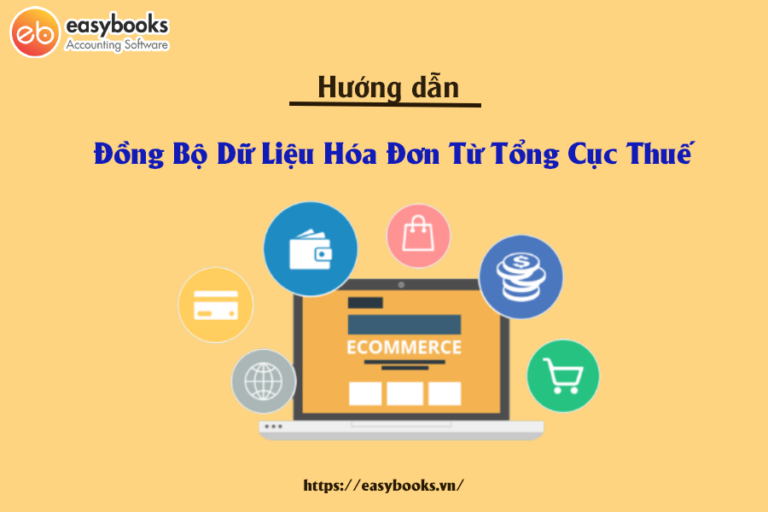 eb easybooks
Accounting Software
Hướng dẫn
Đồng Bộ Dữ Liệu Hóa Đơn Từ Tổng Cục Thuế
$
ECOMMERCE
https://easybooks.vn/